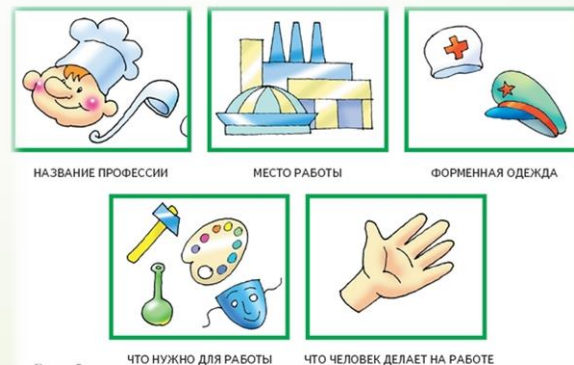 НАЗВАНИЕ ПРОФЕССИИ
МЕСТО РАБОТЫ
ФОРМЕННАЯ ОДЕЖДА
ЧТО НУЖНО ДЛЯ РАБОТЫ
ЧТО ЧЕЛОВЕК ДЕЛАЕТ НА РАБОТЕ